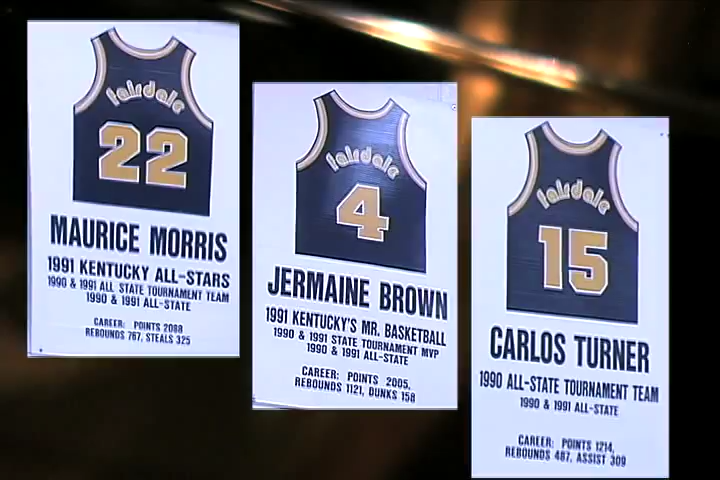 fairdale
22
MAURICE MORRIS
1991 KENTUCKY ALL-STARS
1990 & 1991 ALL STATE TOURNAMENT TEAM
1990 & 1991 ALL-STATE
CAREER: POINTS 2088
REBOUNDS 767, STEALS 325
fairdale
4
JERMAINE BROWN
1991 KENTUCKY'S MR. BASKETBALL
1990 & 1991 STATE TOURNAMENT MVP
1990 & 1991 ALL-STATE
CAREER: POINTS 2005,
REBOUNDS 1121, DUNKS 158
fairdale
15
CARLOS TURNER
1990 ALL-STATE TOURNAMENT TEAM
1990 & 1991 ALL-STATE
CAREER: POINTS 1214,
REBOUNDS 487, ASSIST 309